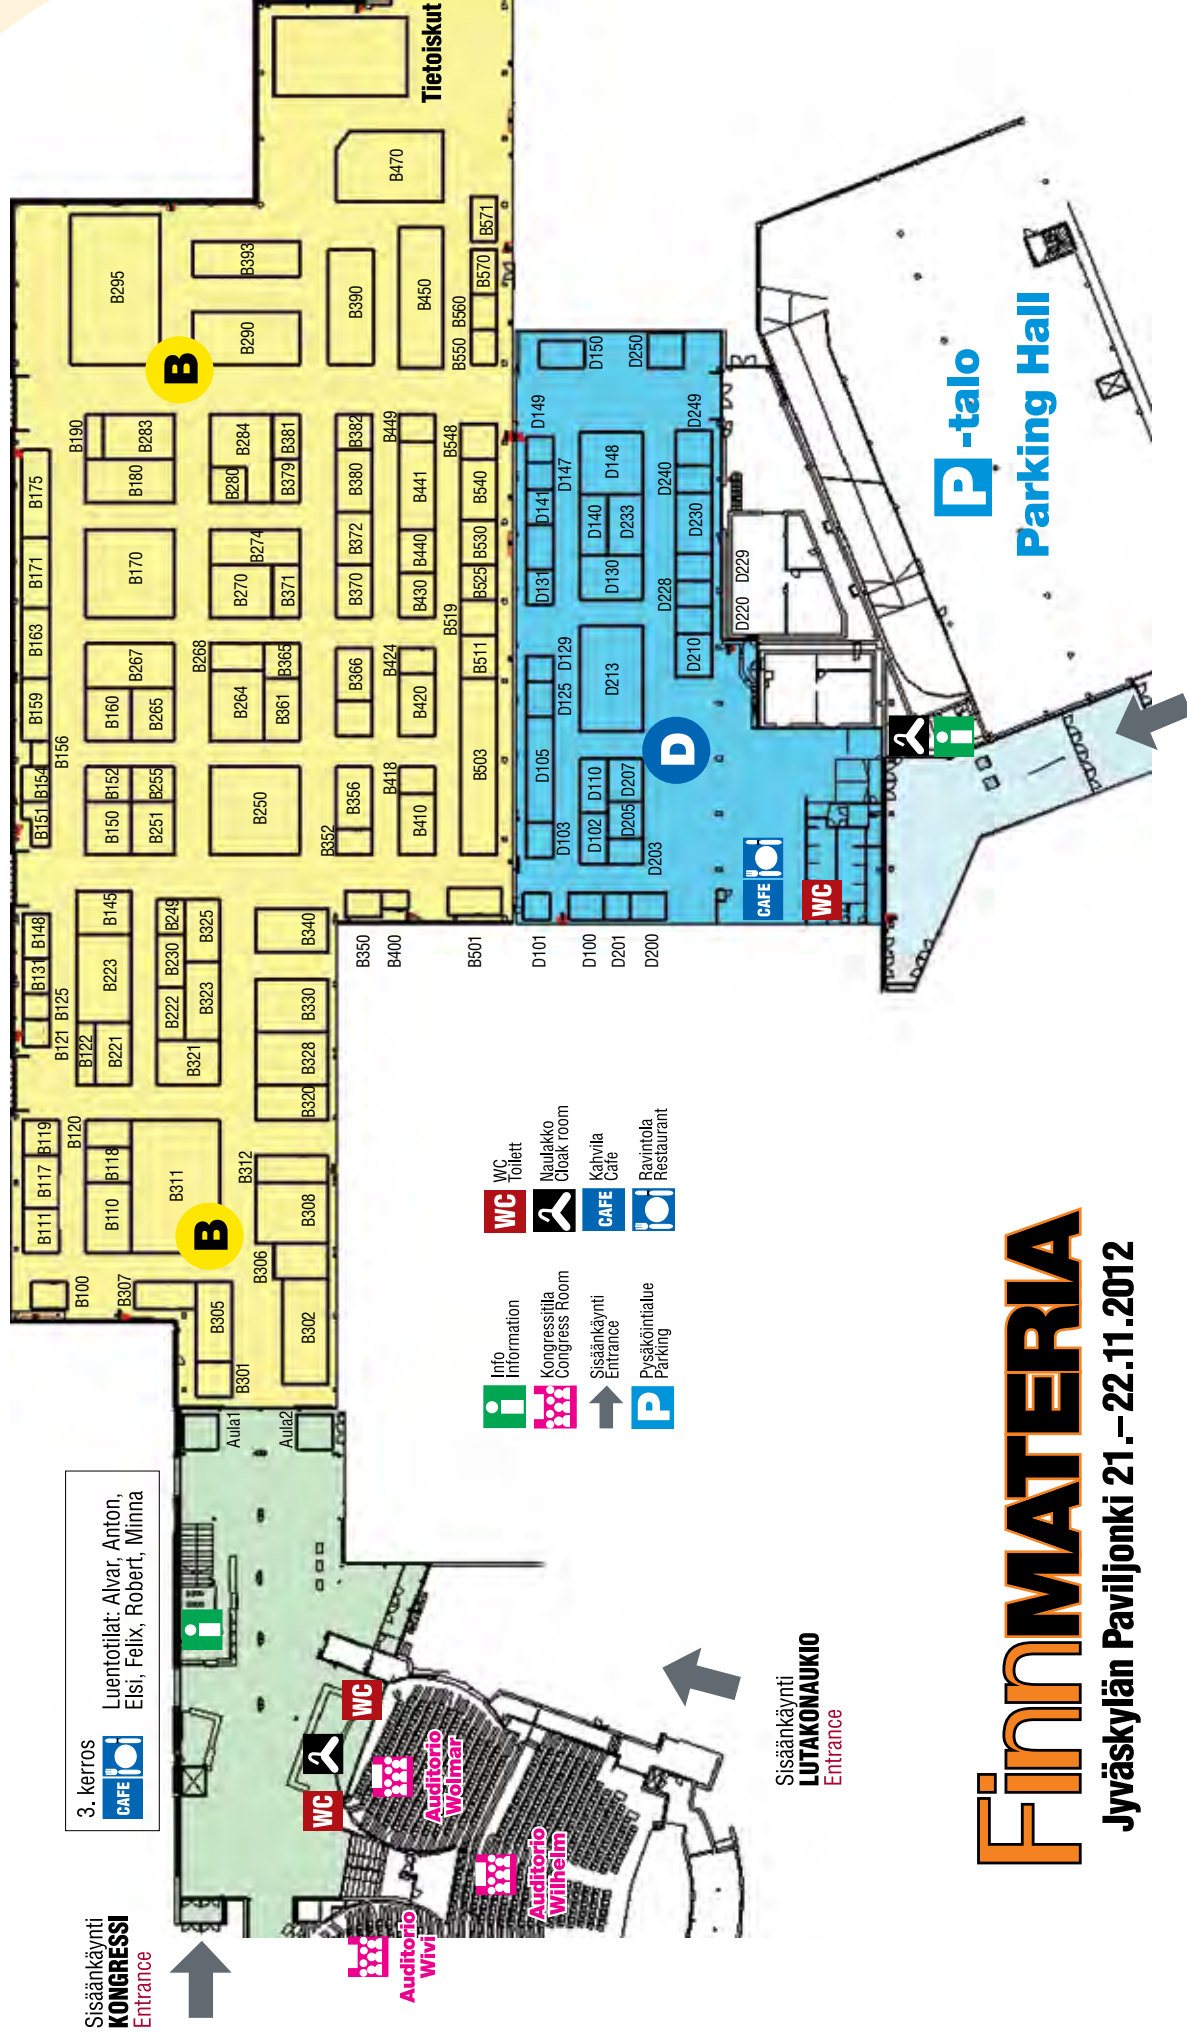 Sisäänkäynti
KONGRESSI
Entrance
3. kerros
CAFE
Luentotilat: Alvar, Anton,
Elsi, Felix, Robert, Minna
WC
WC
Auditorio
Wolmar
Auditorio
Wilhelm
Auditorio
Wivi
Sisäänkäynti
LUTAKONAUKIO
Entrance
Aula1
Aula2
B
B100
B307
B305
B301
B302
B306
B308
B312
B111
B117
B119
B120
B110
B118
B311
B121
B125
B131
B148
B122
B221
B223
B145
B222
B230
B249
B321
B323
B325
B320
B328
B330
B340
B350
B400
B501
B151
B154
B156
B159
B163
B171
B175
B150
B152
B251
B255
B160
B265
B267
B170
B180
B190
B283
B250
B264
B268
B361
B365
B270
B274
B371
B280
B284
B379
B381
B352
B356
B366
B370
B372
B380
B382
B410
B418
B420
B424
B430
B440
B441
B449
B503
B511
B519
B525
B530
B540
B548
B
B295
B290
B393
B390
B450
B470
B550
B560
B570
B571
Tietoiskut
D
D101
D100
D201
D200
D103
D105
D125
D129
D131
D141
D147
D149
D150
D102
D110
D203
D205
D207
D213
D130
D140
D233
D148
D210
D220
D228
D229
D230
D240
D249
D250
CAFE
WC
P-talo
Parking Hall
Info
Information
Kongressitila
Congress Room
Sisäänkäynti
Entrance
P
Pysäköintialue
Parking
WC
WC
Toilett
Naulakko
Cloak room
CAFE
Kahvila
Cafe
Ravintola
Restaurant
FinnMATERIA
Jyväskylän Paviljonki 21.–22.11.2012